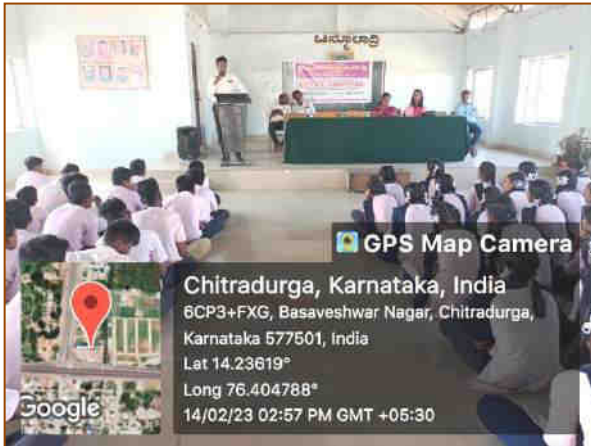 ಚಿನ್ಮೂಲಾದ್ರಿ
GPS Map Camera
Chitradurga, Karnataka, India
6CP3+FXG, Basaveshwar Nagar, Chitradurga,
Karnataka 577501, India
Lat 14.23619°
Long 76.404788°
14/02/23 02:57 PM GMT +05:30
Google